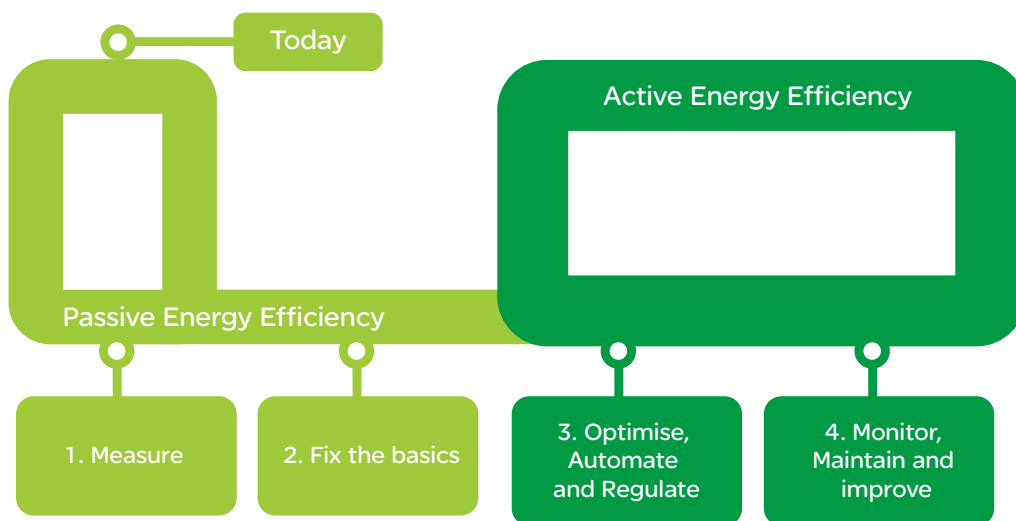 Today
Active Energy Efficiency
Passive Energy Efficiency
1. Measure
2. Fix the basics
3. Optimise,
Automate
and Regulate
4. Monitor,
Maintain and
improve